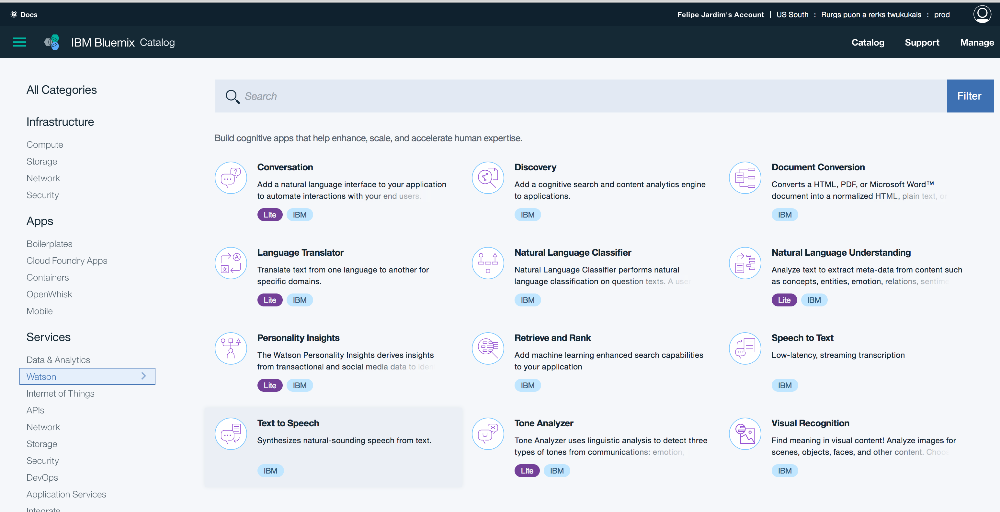 Docs
Felipe Jardim's Account | US South : Rurgs puon a rerks twukukais : prod
IBM Bluemix Catalog
Catalog Support Manage
All Categories
Infrastructure
Compute
Storage
Network
Security
Apps
Boilerplates
Cloud Foundry Apps
Containers
OpenWhisk
Mobile
Services
Data & Analytics
Watson
Internet of Things
APIs
Network
Storage
Security
DevOps
Application Services
Integrate
Search
Filter
Build cognitive apps that help enhance, scale, and accelerate human expertise.
Conversation
Add a natural language interface to your application
to automate interactions with your end users.
Lite IBM
Discovery
Add a cognitive search and content analytics engine
to applications.
IBM
Document Conversion
Converts a HTML, PDF, or Microsoft Word™
document into a normalized HTML, plain text, or
IBM
Language Translator
Translate text from one language to another for
specific domains.
Lite IBM
Natural Language Classifier
Natural Language Classifier performs natural
language classification on question texts. A user
IBM
Natural Language Understanding
Analyze text to extract meta-data from content such
as concepts, entities, emotion, relations, sentime
Lite IBM
Personality Insights
The Watson Personality Insights derives insights
from transactional and social media data to iden
Lite IBM
Retrieve and Rank
Add machine learning enhanced search capabilities
to your application
IBM
Speech to Text
Low-latency, streaming transcription
IBM
Text to Speech
Synthesizes natural-sounding speech from text.
IBM
Tone Analyzer
Tone Analyzer uses linguistic analysis to detect three
types of tones from communications: emotion,
Lite IBM
Visual Recognition
Find meaning in visual content! Analyze images for
scenes, objects, faces, and other content. Choos
IBM